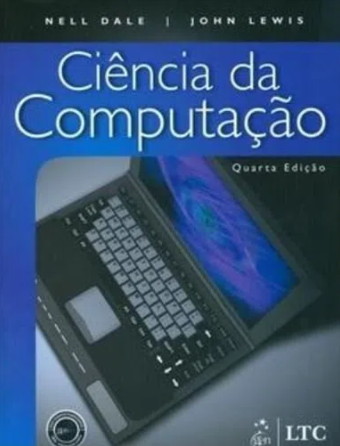 NELL DALE | JOHN LEWIS
Ciência da
Computação
Quarta Edição
LTC